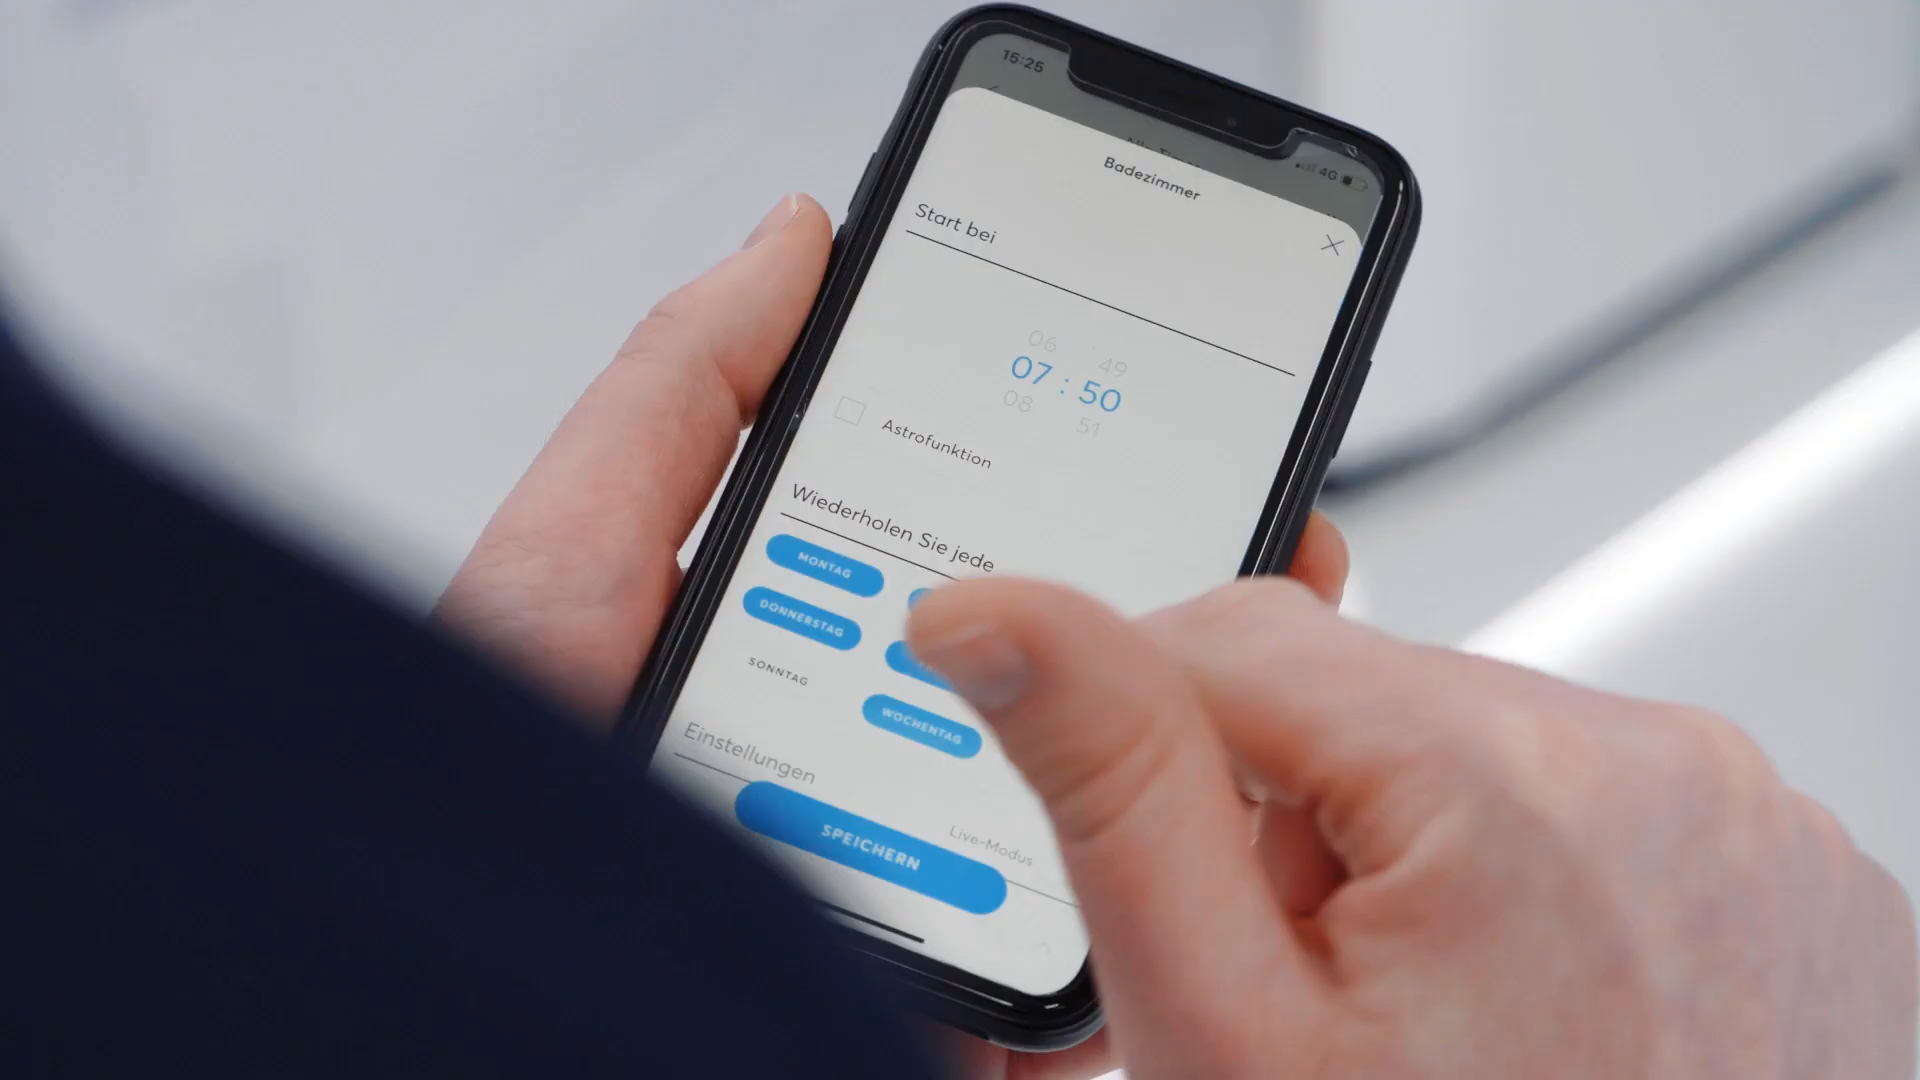 15:25
4G
Badezimmer
Start bei
06 49
07 : 50
08 51
Astrofunktion
Wiederholen Sie jede
MONTAG
DONNERSTAG
SONNTAG
WOCHENTAG
Einstellungen
Live-Modus
SPEICHERN